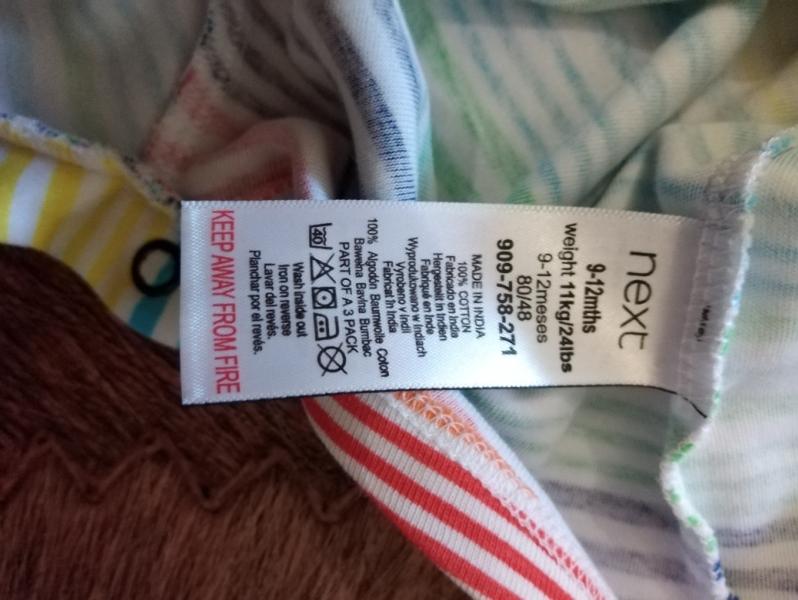 next
9-12mths
weight 11kg/24lbs
9-12meses
80/48
909-758-271
MADE IN INDIA
100% COTTON
Fabricado en India
Hergestellt in Indien
Fabriqué en Inde
Wyprodukowano w Indiach
Vyrobeno v Indii
Fabricat în India
100% Algodón Baumwolle Coton
Bawełna Bavlna Bumbac
PART OF A 3 PACK
40
Wash inside out
Iron on reverse
Lavar del revés.
Planchar por el revés.
KEEP AWAY FROM FIRE